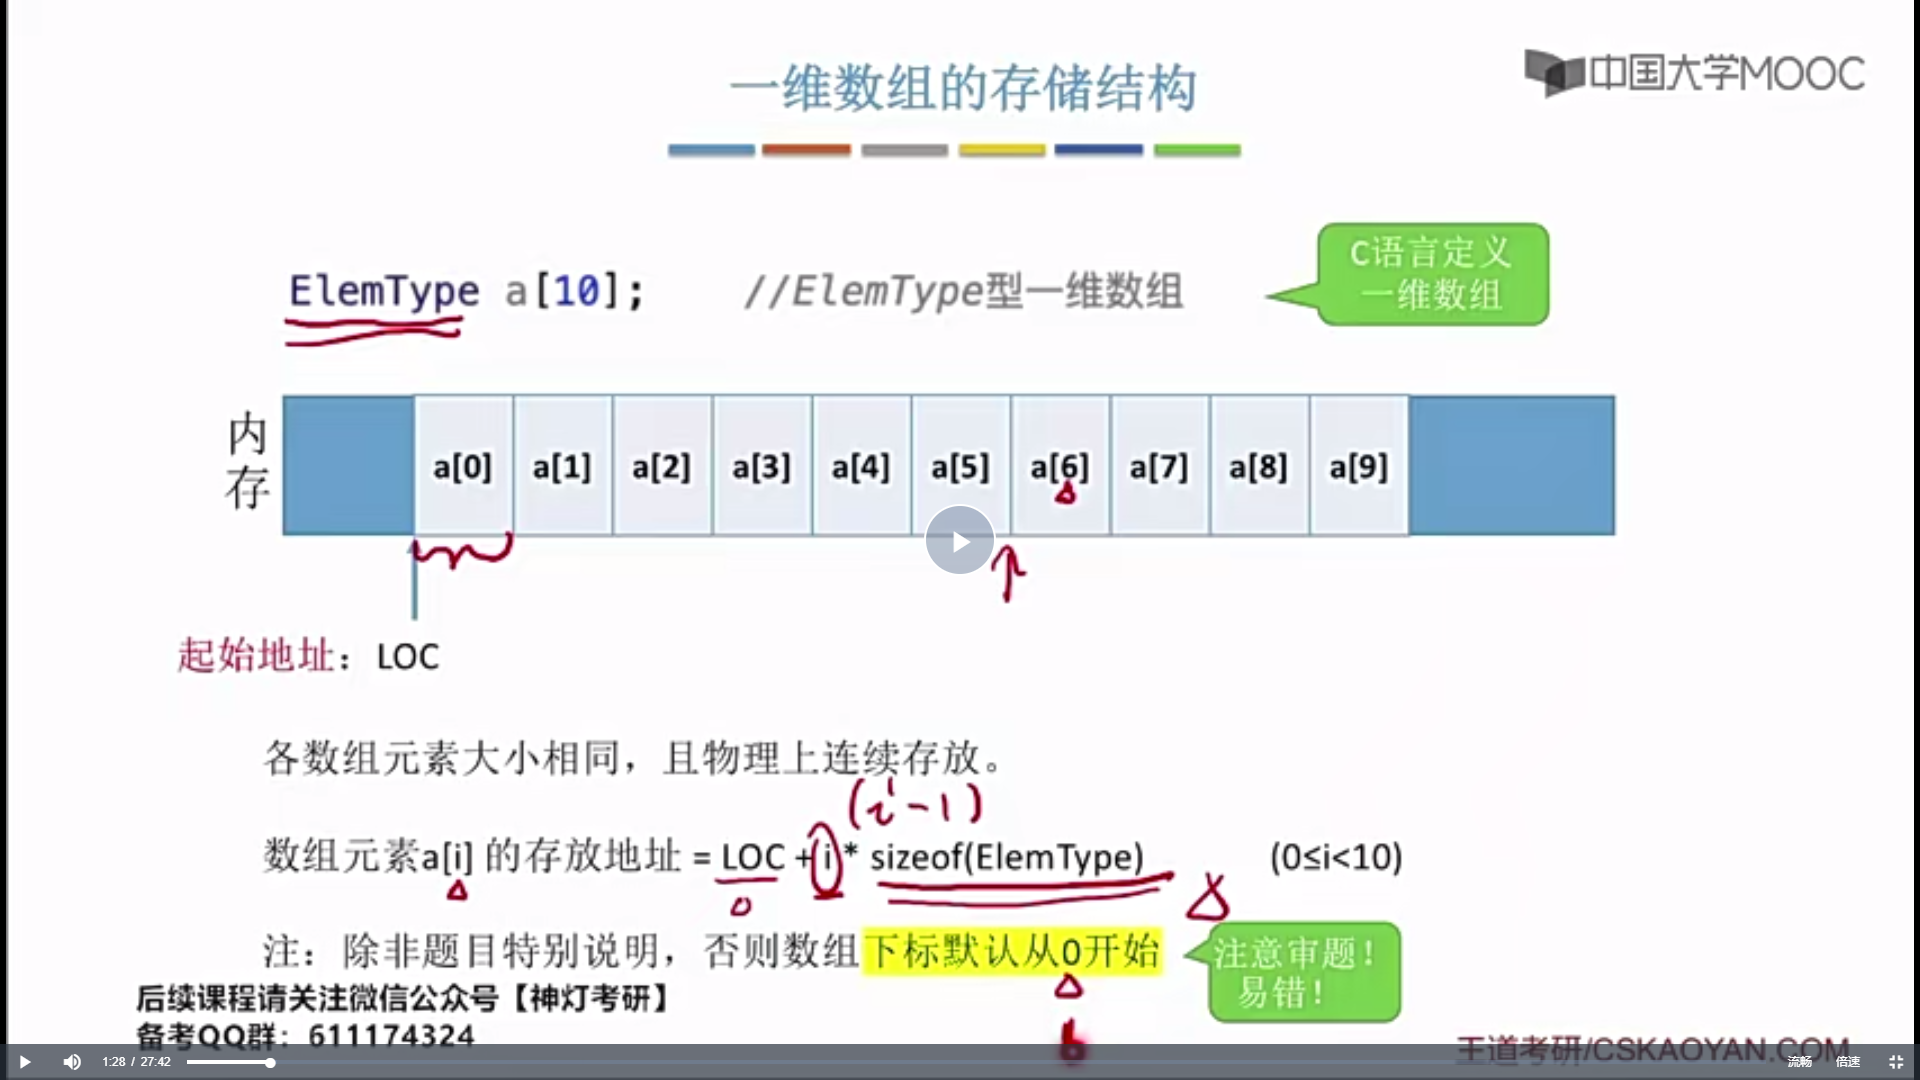 一维数组的存储结构
中国大学MOOC
ElemType a[10]; //ElemType型一维数组
C语言定义
一维数组
内存
a[0] a[1] a[2] a[3] a[4] a[5] a[6] a[7] a[8] a[9]
起始地址：LOC
各数组元素大小相同，且物理上连续存放。
(i-1)
数组元素a[i] 的存放地址 = LOC + i * sizeof(ElemType) (0≤i<10)
注：除非题目特别说明，否则数组下标默认从0开始
注意审题！
易错！
后续课程请关注微信公众号【神灯考研】
备考QQ群：611174324
王道考研/CSKAOYAN.COM
1:28 / 27:42
流畅 倍速